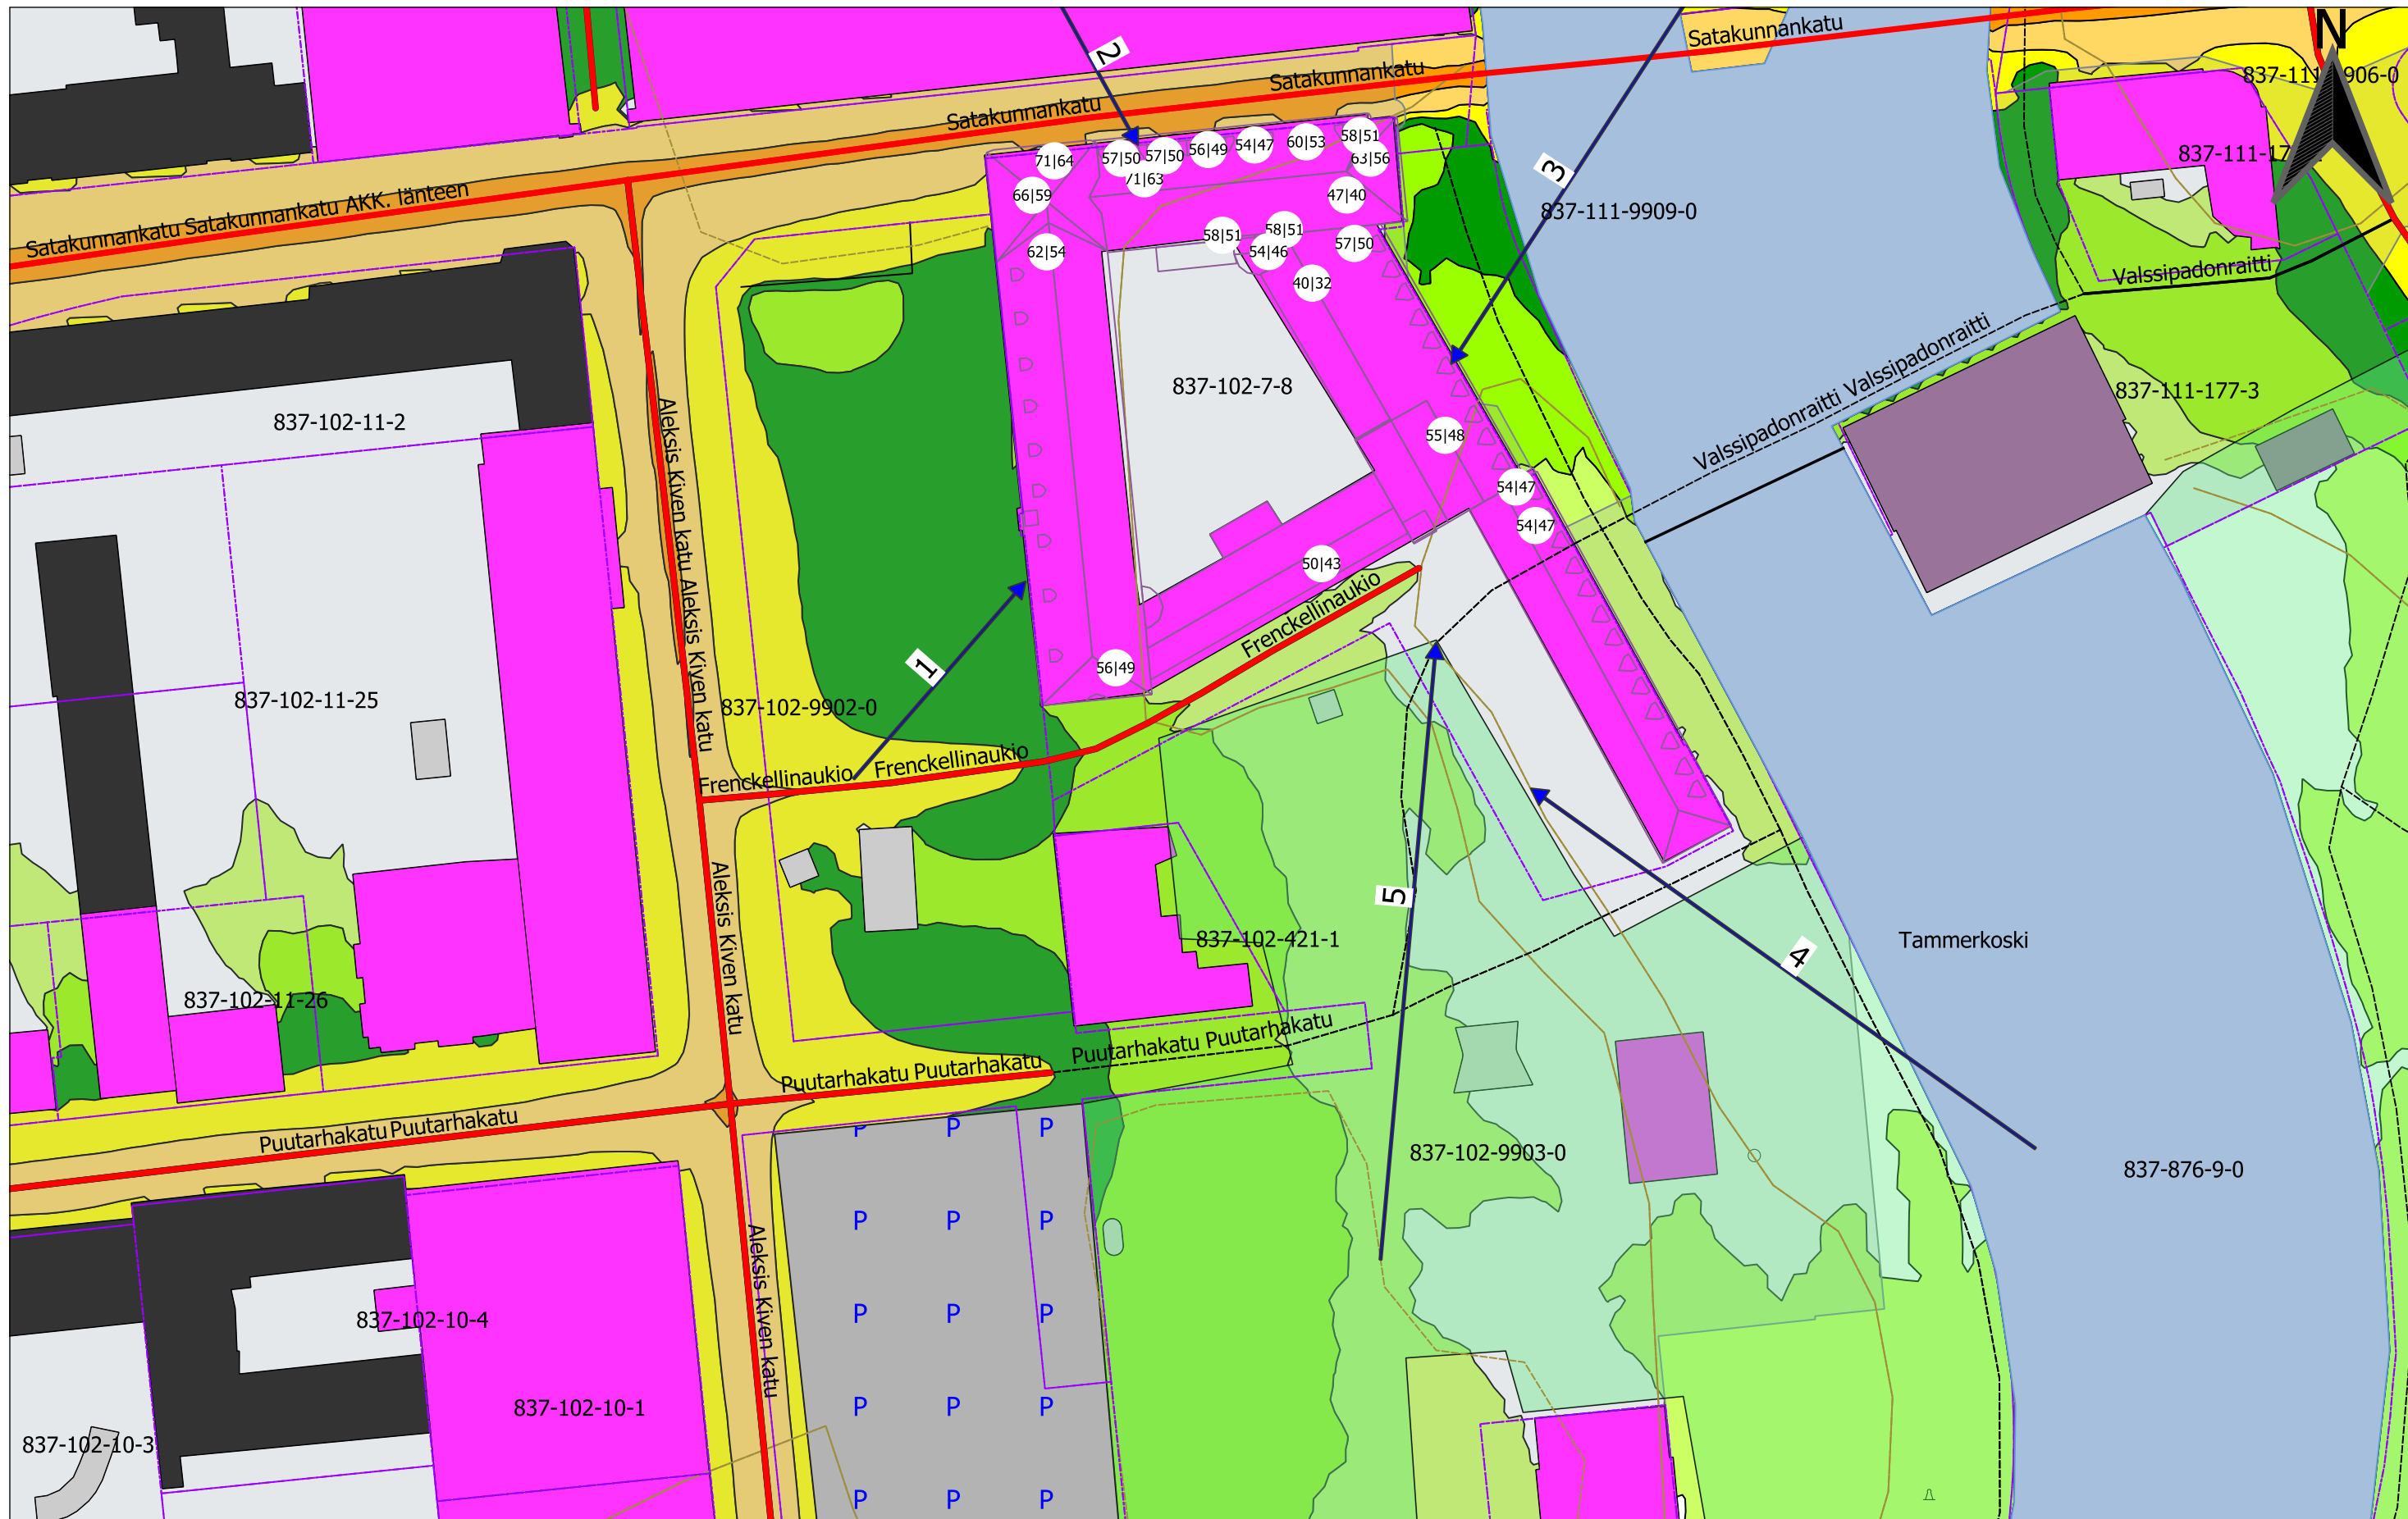 Satakunnankatu
N
2
Satakunnankatu
837-111-9906-0
Satakunnankatu
60|53
58|51
54|47
63|56
56|49
57|50
57|50
71|64
71|63
3
66|59
47|40
Satakunnankatu Satakunnankatu AKK. länteen
837-111-9909-0
58|51
58|51
57|50
62|54
54|46
40|32
Valssipadonraitti
837-102-7-8
Valssipadonraitti Valssipadonraitti
837-111-177-3
837-102-11-2
55|48
54|47
54|47
Aleksis Kiven katu Aleksis Kiven katu
50|43
Frenckellinaukio
1
56|49
837-102-11-25
837-102-9902-0
Frenckellinaukio Frenckellinaukio
5
837-102-421-1
Tammerkoski
4
Aleksis Kiven katu
837-102-11-26
Puutarhakatu Puutarhakatu
Puutarhakatu Puutarhakatu
Puutarhakatu Puutarhakatu
P P P
837-102-9903-0
837-876-9-0
P P P
Aleksis Kiven katu
837-102-10-4
P P P
837-102-10-1
P P P
837-102-10-3
P P P